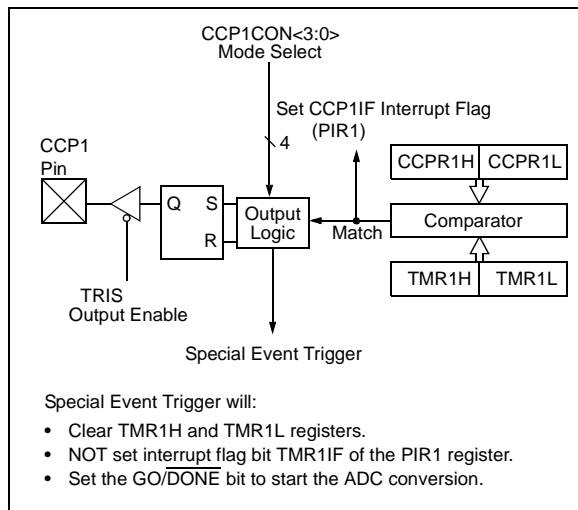 CCP1CON<3:0>
Mode Select
Set CCP1IF Interrupt Flag
(PIR1)
4
CCP1
Pin
CCPR1H CCPR1L
Q S
R
Output
Logic
Match
Comparator
TRIS
Output Enable
TMR1H TMR1L
Special Event Trigger
Special Event Trigger will:
• Clear TMR1H and TMR1L registers.
• NOT set interrupt flag bit TMR1IF of the PIR1 register.
• Set the GO/DONE bit to start the ADC conversion.